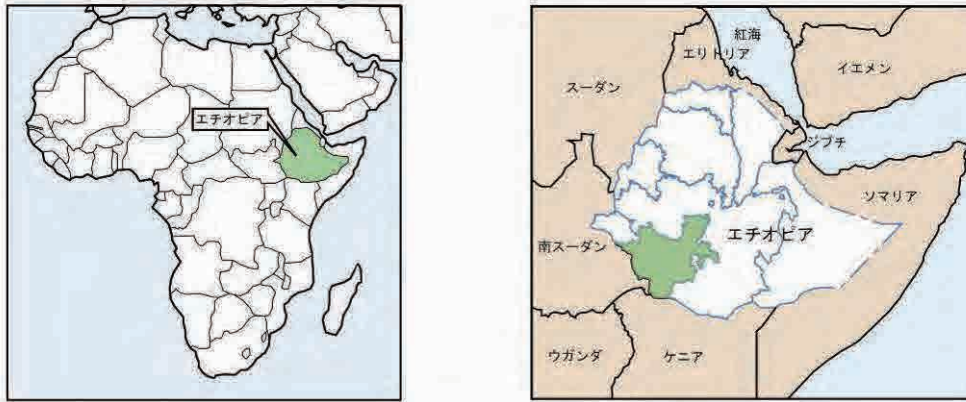 エチオピア
紅海
エリトリア
イエメン
スーダン
ジブチ
ソマリア
エチオピア
南スーダン
ウガンダ
ケニア